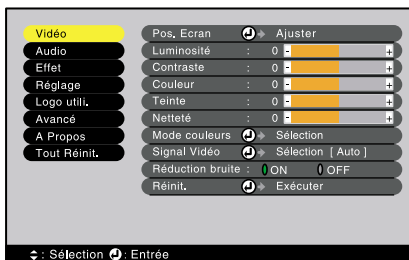 Vidéo
Audio
Effet
Réglage
Logo utili.
Avancé
A Propos
Tout Réinit.
Pos. Ecran Ajuster
Luminosité : 0 - +
Contraste : 0 - +
Couleur : 0 - +
Teinte : 0 - +
Netteté : 0 - +
Mode couleurs Sélection
Signal Vidéo Sélection [ Auto ]
Réduction bruite : ON OFF
Réinit. Exécuter
: Sélection : Entrée